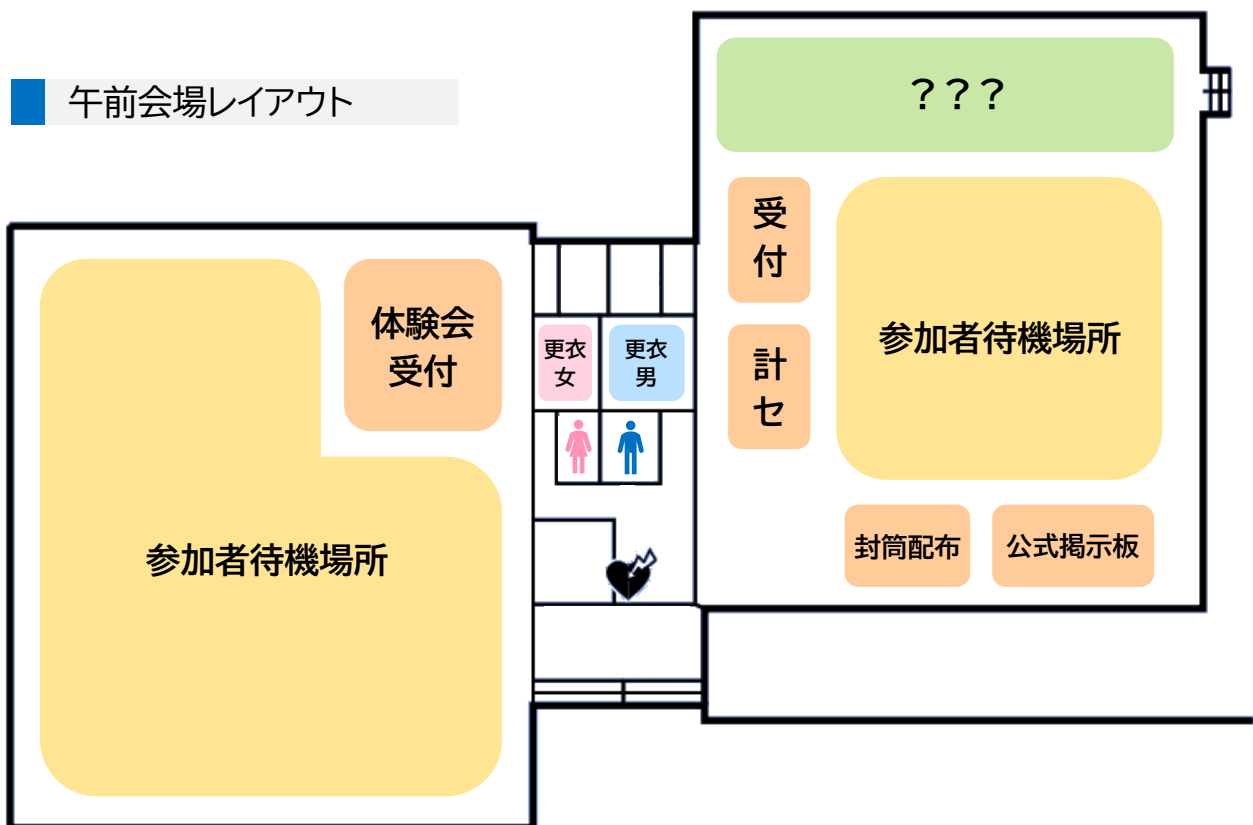 午前会場レイアウト
？？？
受
付
計
セ
参加者待機場所
封筒配布
公式掲示板
体験会
受付
更衣
女
更衣
男
参加者待機場所